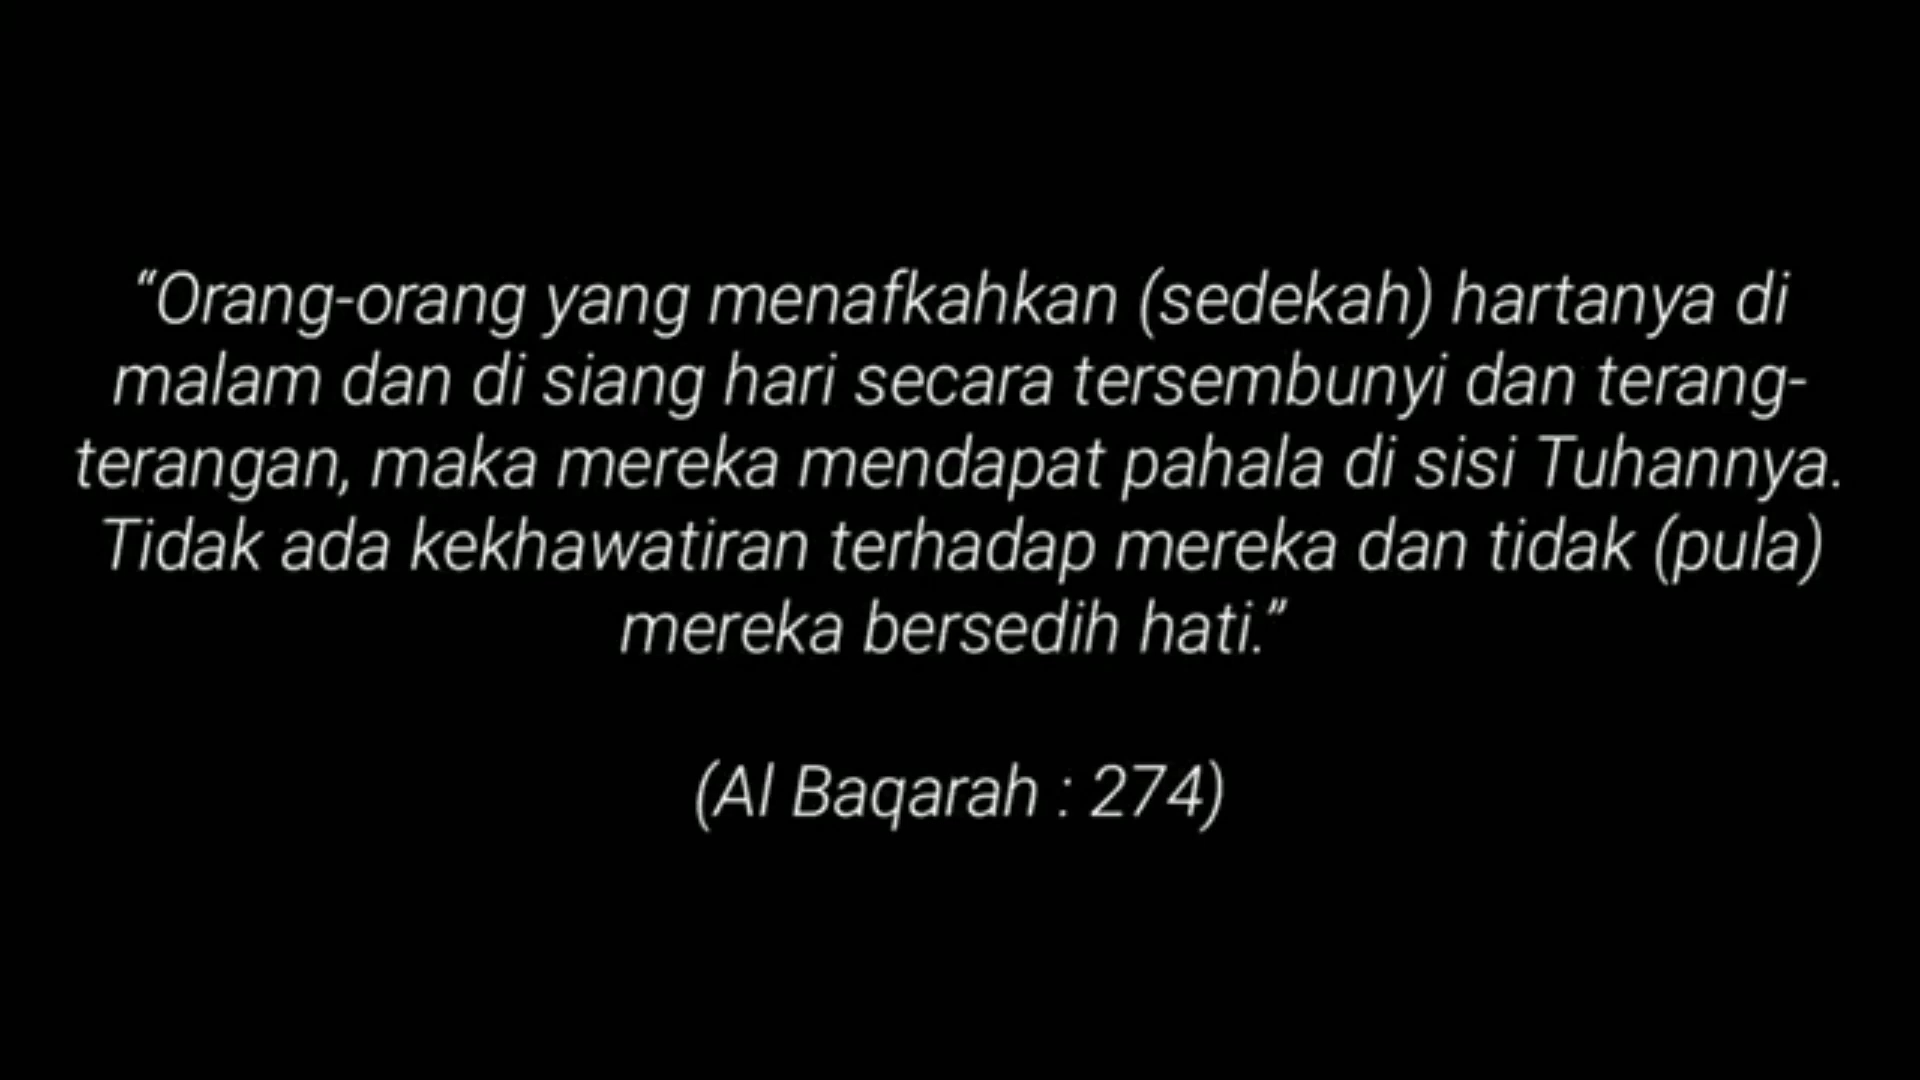 “Orang-orang yang menafkahkan (sedekah) hartanya di
malam dan di siang hari secara tersembunyi dan terang-
terangan, maka mereka mendapat pahala di sisi Tuhannya.
Tidak ada kekhawatiran terhadap mereka dan tidak (pula)
mereka bersedih hati.”
(Al Baqarah : 274)